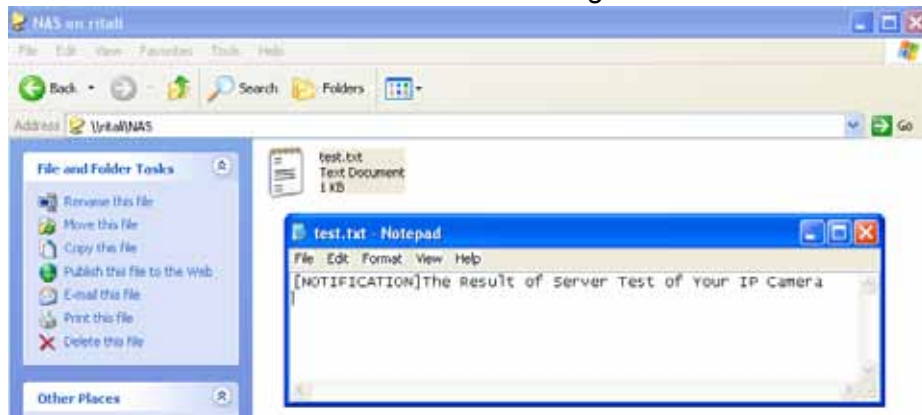 NAS on ritali
File Edit View Favorites Tools Help
Back Search Folders
Address \\ritali\NAS Go
File and Folder Tasks
Rename this file
Move this file
Copy this file
Publish this file to the Web
E-mail this file
Print this file
Delete this file
Other Places
test.txt
Text Document
1 KB
test.txt - Notepad
File Edit Format View Help
[NOTIFICATION]The Result of Server Test of Your IP Camera